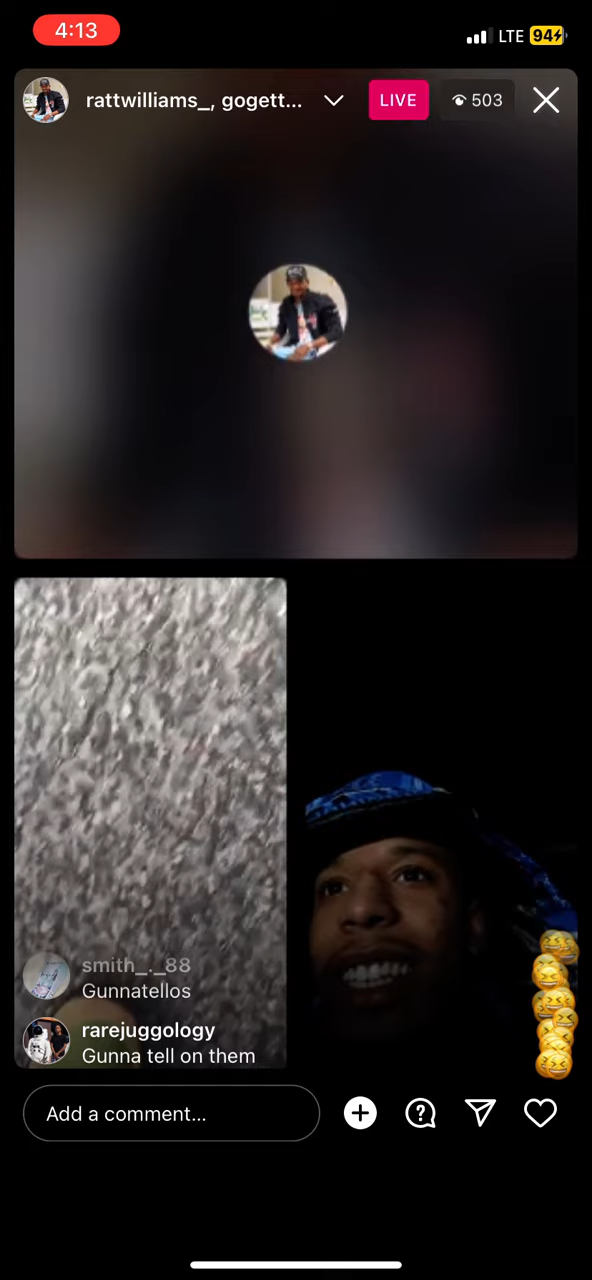 4:13
LTE 94
rattwilliams_, gogett...
LIVE
503
smith_._88
Gunnatellos
rarejuggology
Gunna tell on them
Add a comment...